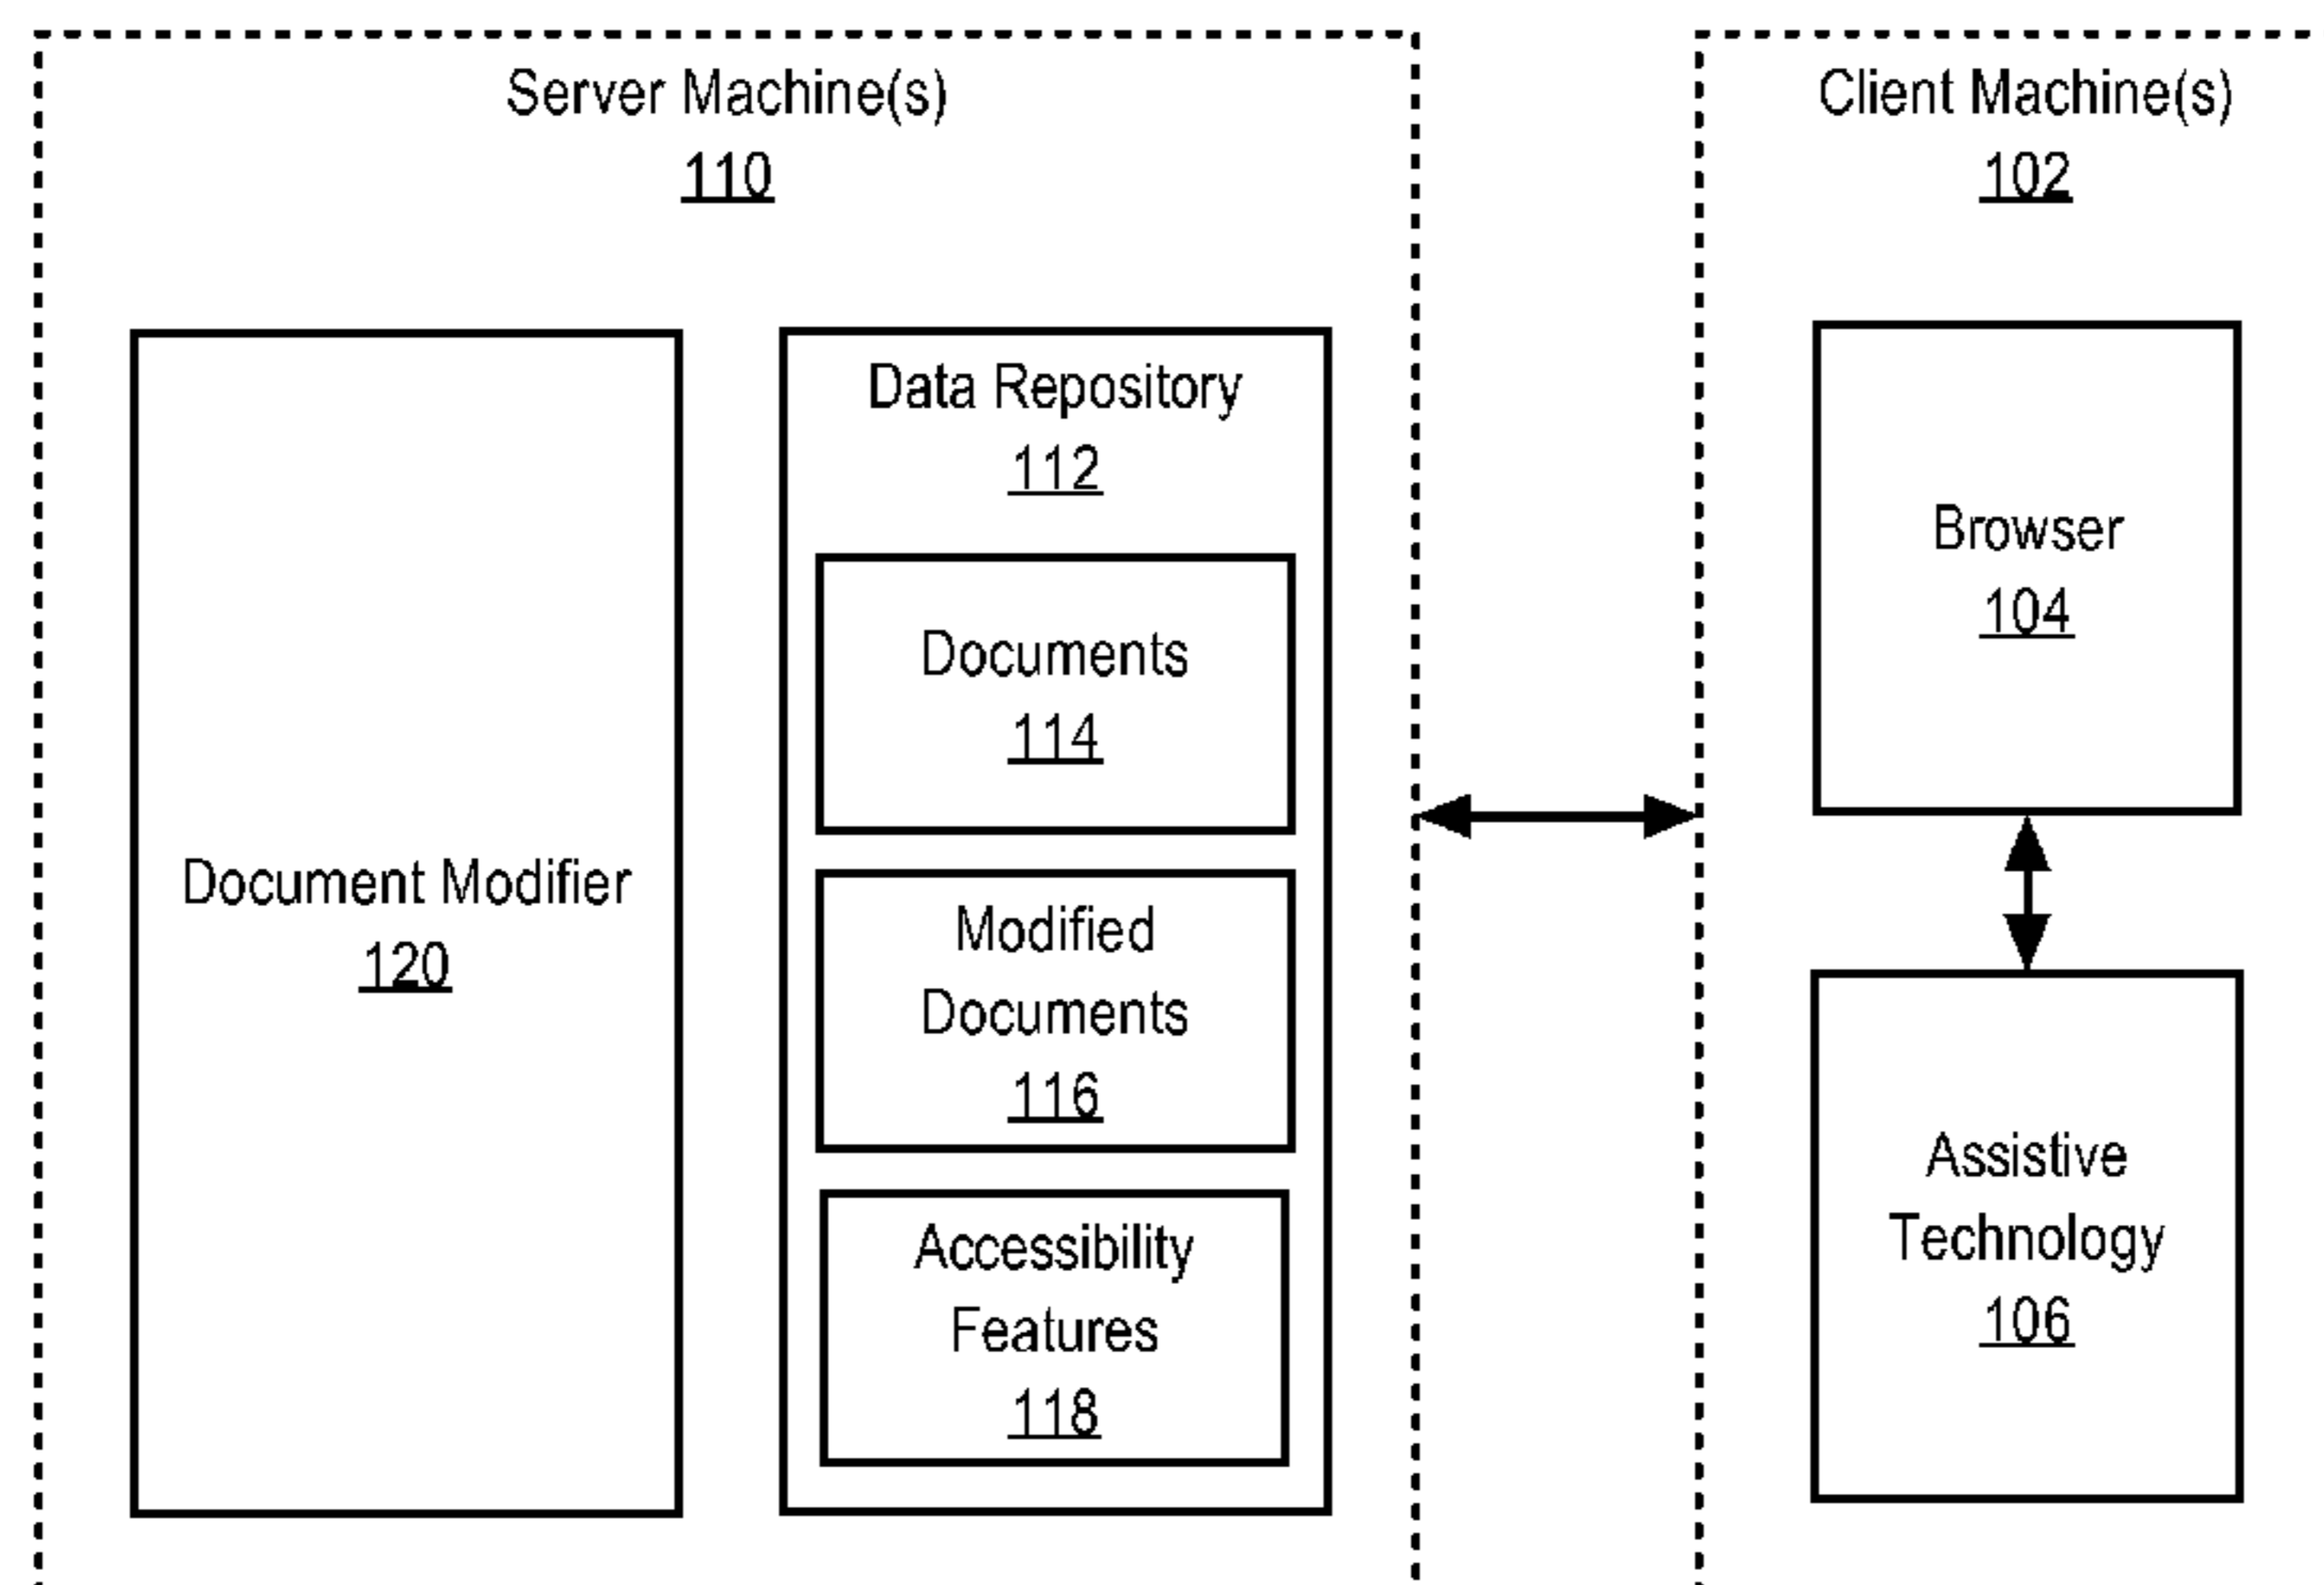 Server Machine(s)
110
Document Modifier
120
Data Repository
112
Documents
114
Modified
Documents
116
Accessibility
Features
118
Client Machine(s)
102
Browser
104
Assistive
Technology
106